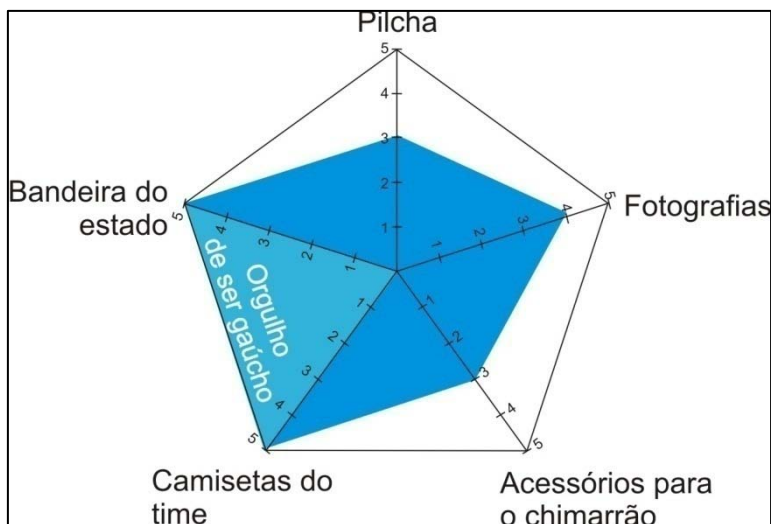 Pilcha
5
4
3
2
1
Fotografias
5
4
3
2
1
Bandeira do
estado
5
4
3
2
1
Orgulho
de ser gaúcho
1
2
3
4
5
1
2
3
4
5
Camisetas do
time
Acessórios para
o chimarrão